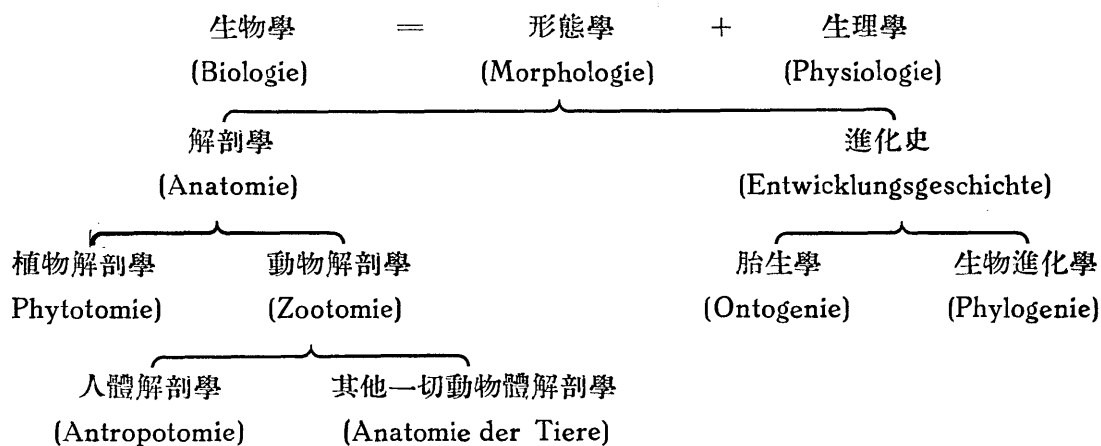 生物學 = 形態學 + 生理學
(Biologie) (Morphologie) (Physiologie)
解剖學 進化史
(Anatomie) (Entwicklungsgeschichte)
植物解剖學 動物解剖學 胎生學 生物進化學
Phytotomie) (Zootomie) (Ontogenie) (Phylogenie)
人體解剖學 其他一切動物體解剖學
(Antropotomie) (Anatomie der Tiere)